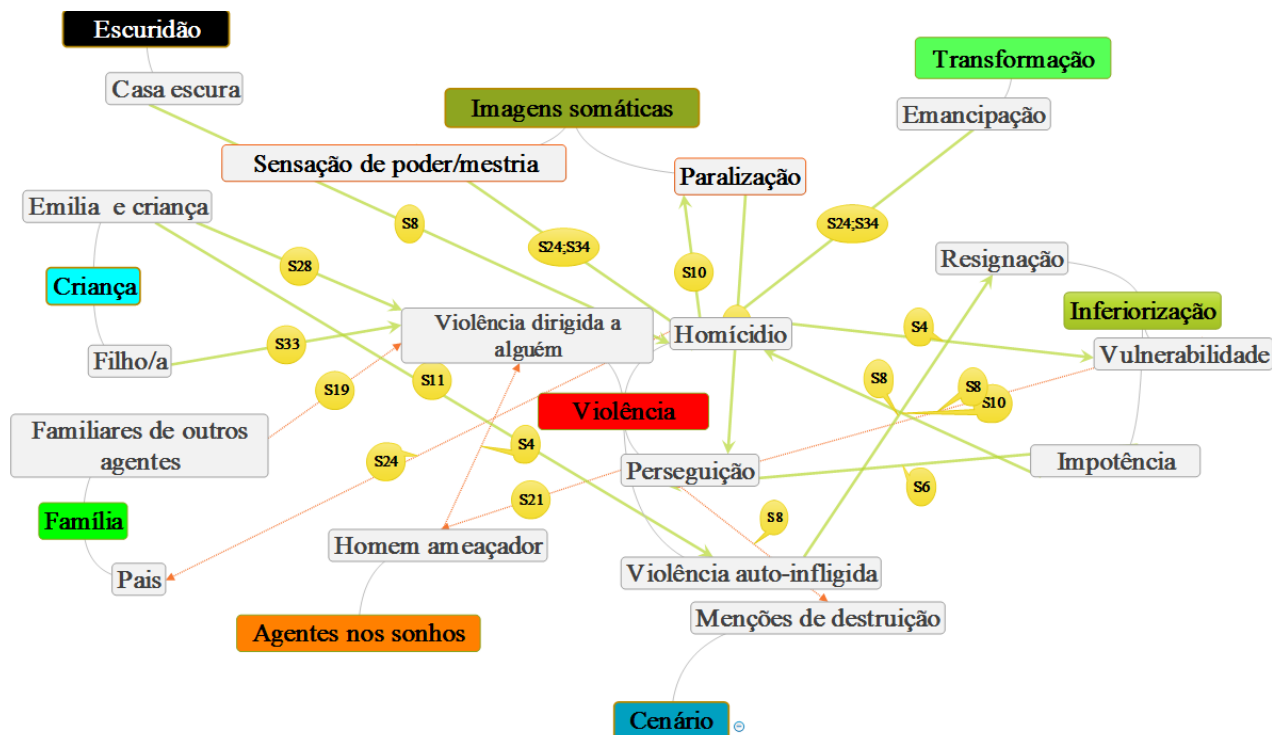 Escuridão
Transformação
Casa escura
Imagens somáticas
Emancipação
Sensação de poder/mestria
Paralização
Emilia e criança
S8
S24;S34
S24;S34
S28
S10
Resignação
Criança
Inferiorização
Violência dirigida a
alguém
Homícidio
S4
Filho/a
S33
Vulnerabilidade
S19
S11
S8
S8
S10
Violência
Familiares de outros
agentes
S24
S4
Perseguição
Impotência
S6
Família
S21
S8
Homem ameaçador
Pais
Violência auto-infligida
Menções de destruição
Agentes nos sonhos
Cenário